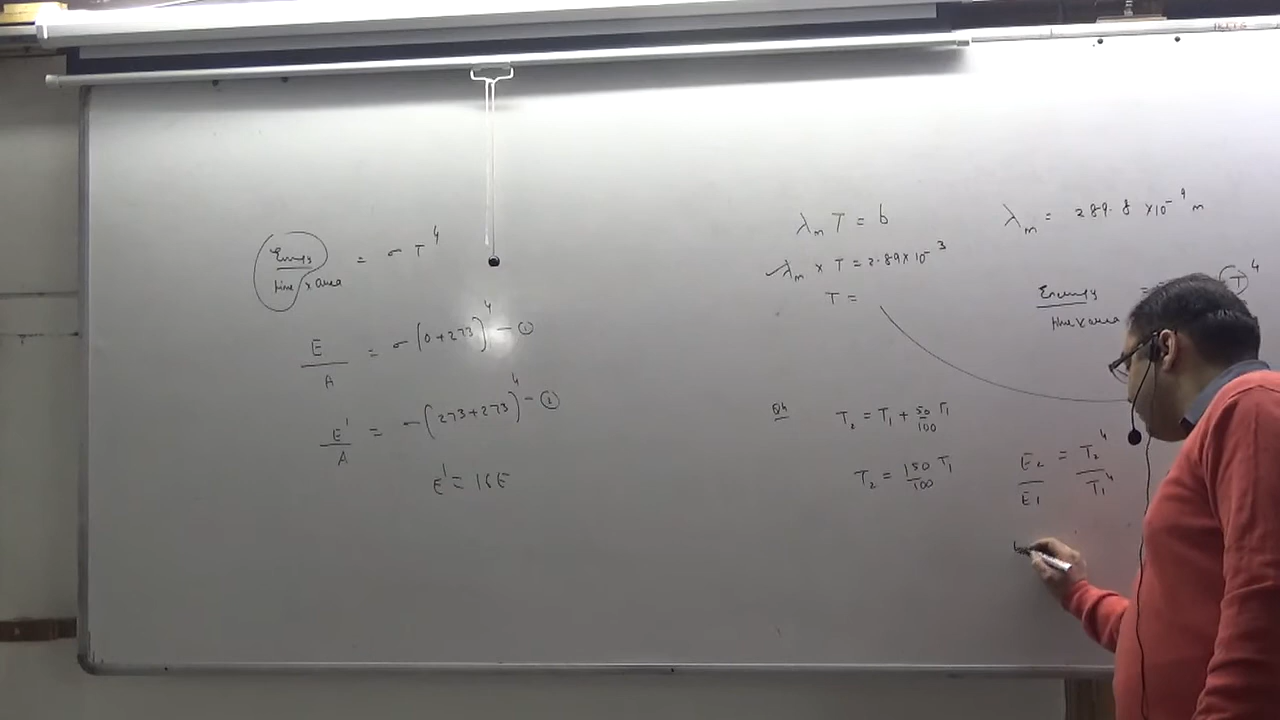 Energy / time × area = σ T⁴
E / A = σ (0+273)⁴ — ①
E' / A = σ (273+273)⁴ — ②
E' = 16E
λₘ T = b
λₘ × T = 2.89 × 10⁻³
T =
λₘ = 289.8 × 10⁻⁹ m
Energy / time × area = T⁴
T₂ = T₁ + 50/100 T₁
T₂ = 150/100 T₁
E₂ / E₁ = T₂⁴ / T₁⁴